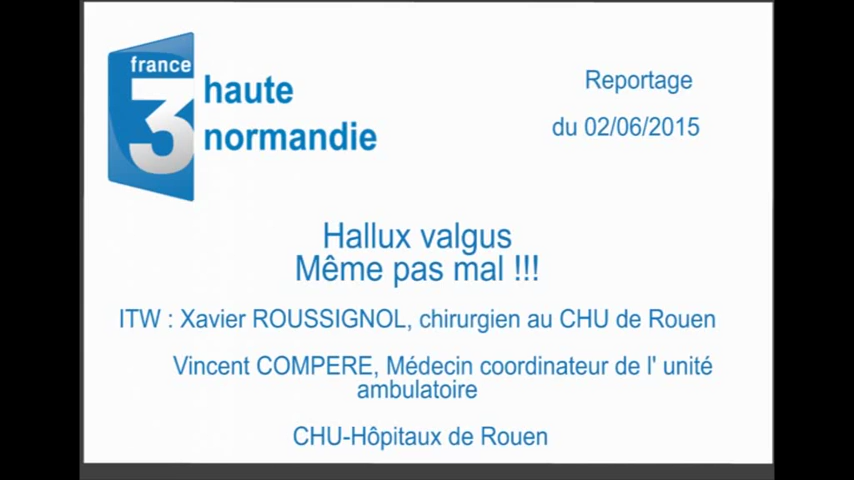 france
3
haute
normandie
Reportage
du 02/06/2015
Hallux valgus
Même pas mal !!!
ITW : Xavier ROUSSIGNOL, chirurgien au CHU de Rouen
Vincent COMPERE, Médecin coordinateur de l' unité
ambulatoire
CHU-Hôpitaux de Rouen